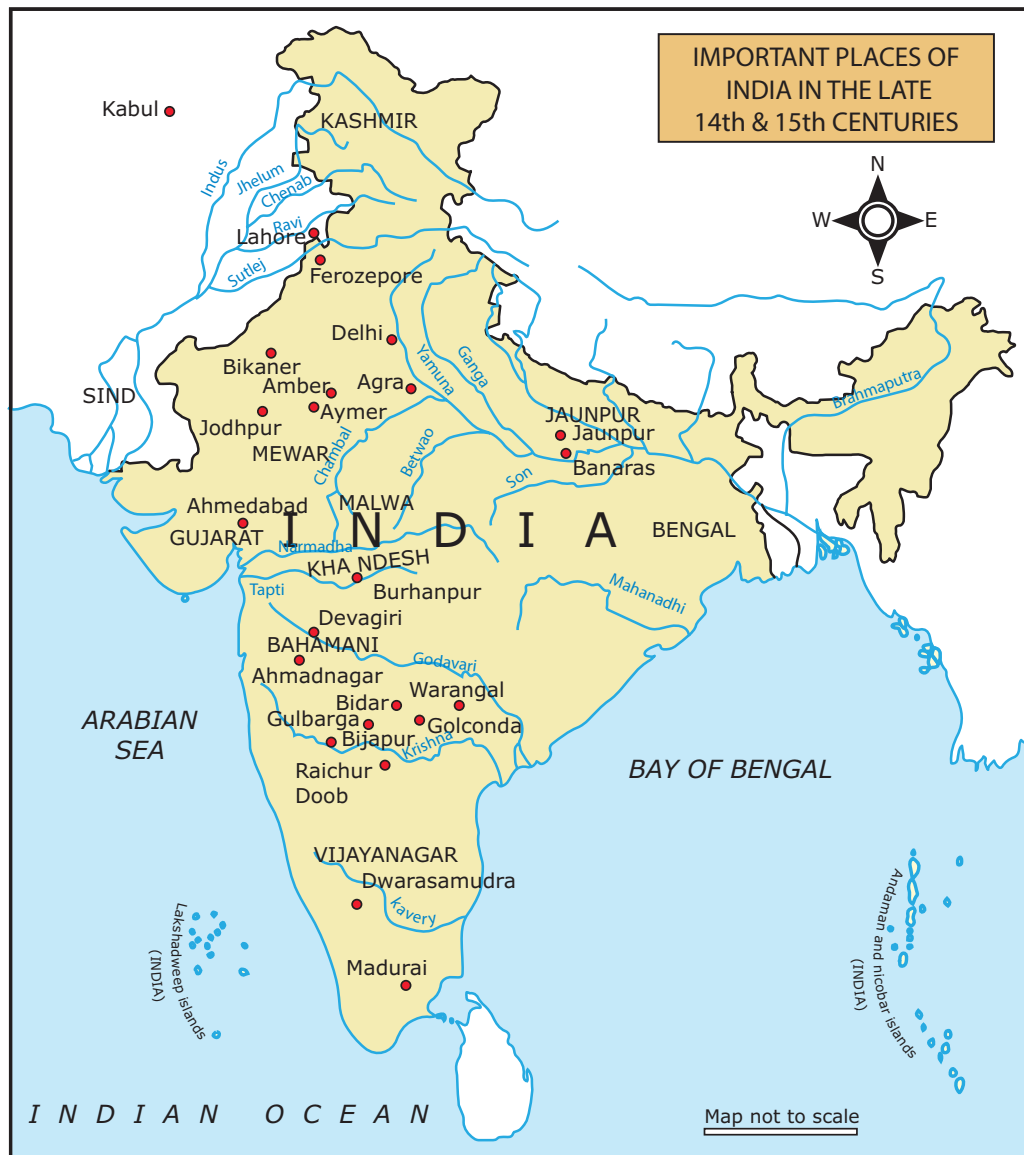 IMPORTANT PLACES OF
INDIA IN THE LATE
14th & 15th CENTURIES
Kabul
KASHMIR
N
W
E
S
Indus
Jhelum
Chenab
Ravi
Lahore
Sutlej
Ferozepore
Delhi
Bikaner
Yamuna
Ganga
SIND
Amber
Agra
Aymer
Jodhpur
MEWAR
Chambal
Betwao
JAUNPUR
Jaunpur
Banaras
Son
Brahmaputra
Ahmedabad
GUJARAT
MALWA
INDIA
BENGAL
Narmadha
KHA NDESH
Tapti
Burhanpur
Mahanadhi
Devagiri
BAHAMANI
Ahmadnagar
Godavari
Bidar
Warangal
Gulbarga
Golconda
Bijapur
Krishna
Raichur
Doob
ARABIAN
SEA
BAY OF BENGAL
VIJAYANAGAR
Dwarasamudra
kavery
Madurai
Lakshadweep islands
(INDIA)
Andaman and nicobar islands
(INDIA)
INDIAN OCEAN
Map not to scale